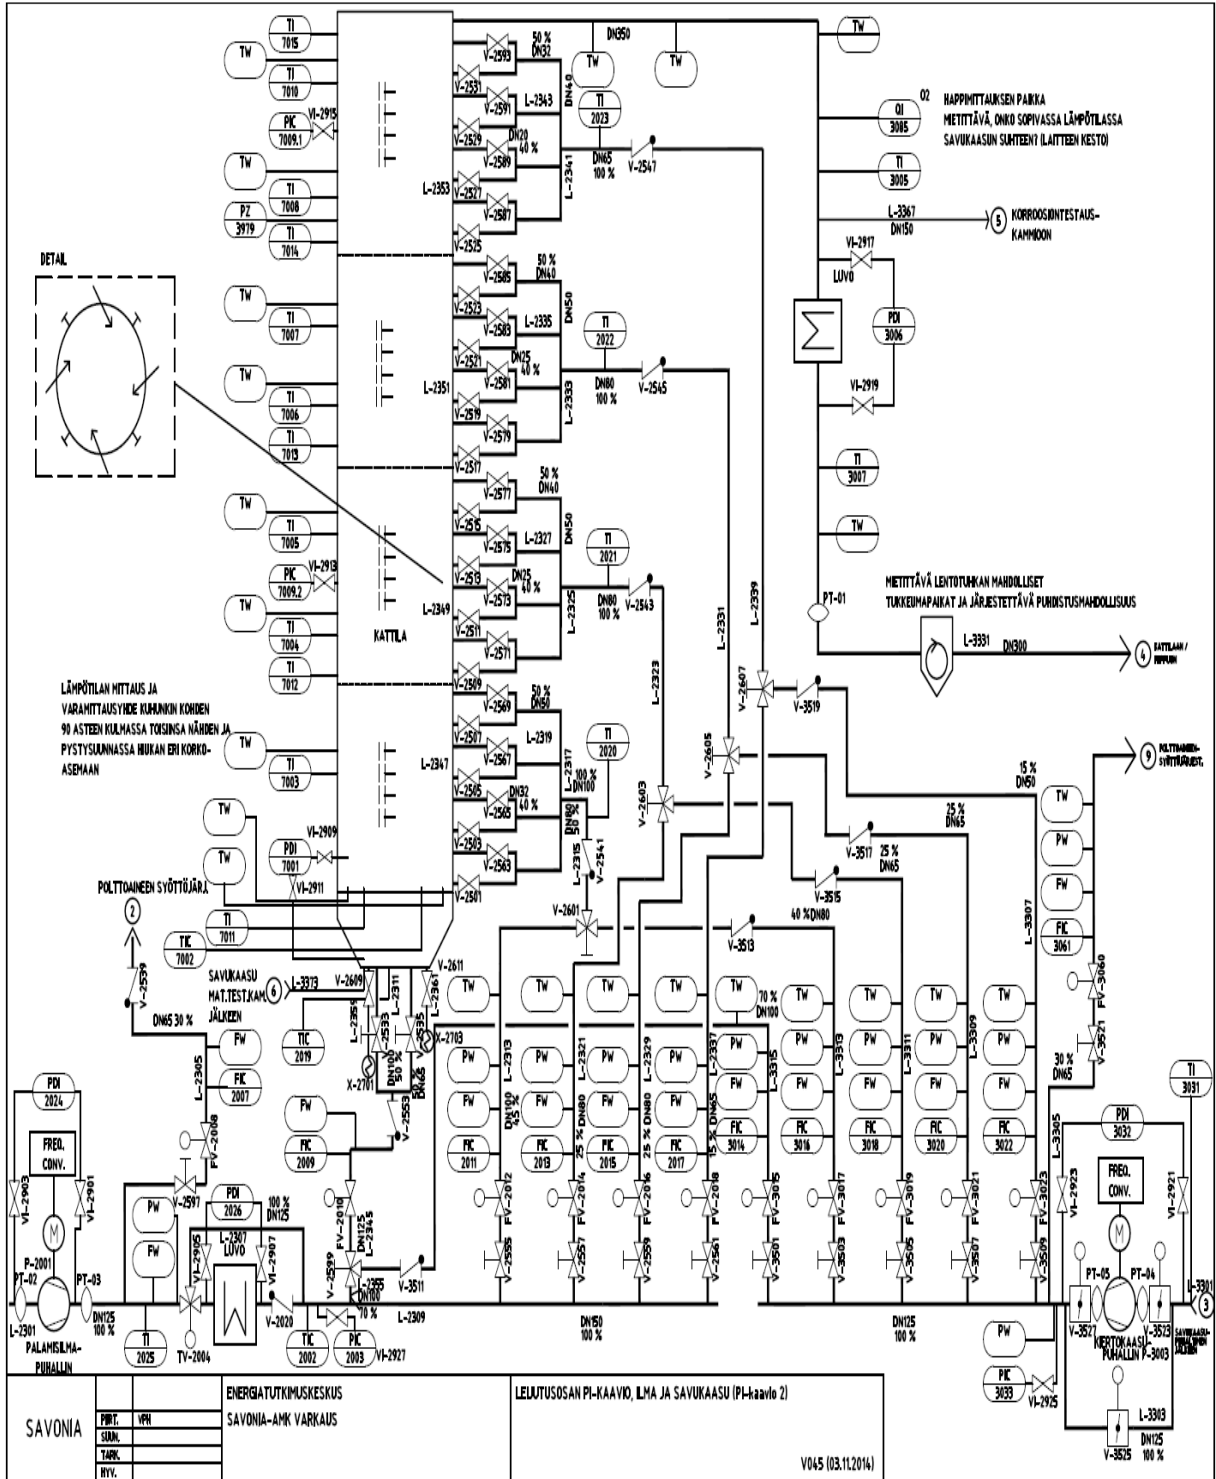 TI
7015
TW
TI
7010
PIC
7009.1
VI-2915
TW
TI
7008
PZ
3979
TI
7014
DETAIL
TW
TI
7007
TW
TI
7006
TI
7013
TW
TI
7005
PIC
7009.2
VI-2913
TW
TI
7004
TI
7012
LÄMPÖTILAN MITTAUS JA
VARAMITTAUSYHDE KUHUNKIN KOHDEN
90 ASTEEN KULMASSA TOISIINSA NÄHDEN JA
PYSTYSUUNNASSA HIUKAN ERI KORKO-
ASEMAAN
TW
TI
7003
TW
TW
PDI
7001
VI-2909
VI-2911
TI
7011
TIC
7002
KATTILA
L-2353
L-2351
L-2349
L-2347
V-2593
V-2531
V-2591
V-2529
V-2589
V-2527
V-2587
V-2525
50 %
DN32
DN40
L-2343
DN20
40 %
L-2341
TI
2023
DN65
100 %
V-2547
DN350
TW
TW
V-2585
V-2523
V-2583
V-2521
V-2581
V-2519
V-2579
V-2517
50 %
DN40
DN50
L-2335
DN25
40 %
L-2333
TI
2022
DN80
100 %
V-2545
V-2577
V-2515
V-2575
V-2513
V-2573
V-2511
V-2571
V-2509
50 %
DN40
DN50
L-2327
DN25
40 %
L-2325
TI
2021
DN80
100 %
V-2543
V-2569
V-2507
V-2567
V-2505
V-2565
V-2503
V-2563
V-2501
50 %
DN50
L-2319
DN32
40 %
L-2317
100 %
DN100
DN80
50 %
TI
2020
L-2315
V-2541
V-2601
L-2323
L-2331
L-2339
V-2603
V-2605
V-2607
TW
QI
3085
O2
HAPPIMITTAUKSEN PAIKKA
MIETITTÄVÄ, ONKO SOPIVASSA LÄMPÖTILASSA
SAVUKAASUN SUHTEEN? (LAITTEEN KESTO)
TI
3005
L-3367
DN150
5
KORROOSIONTESTAUS-
KAMMIOON
VI-2917
LUVO
PDI
3006
VI-2919
TI
3007
TW
PT-01
MIETITTÄVÄ LENTOTUHKAN MAHDOLLISET
TUKKEUMAPAIKAT JA JÄRJESTETTÄVÄ PUHDISTUSMAHDOLLISUUS
L-3331
DN300
4
V-3519
V-3517
V-3515
V-3513
15 %
DN50
25 %
DN65
25 %
DN65
40 %DN80
9
TW
PW
FW
FIC
3061
FV-3060
V-3521
30 %
DN65
L-3307
POLTTOAINEEN SYÖTTÖJÄRJ.
2
V-2539
DN65 30 %
L-2305
FW
FIC
2007
FV-2008
V-2597
SAVUKAASU
MAT.TEST.KAM.
JÄLKEEN
6
L-3373
V-2609
V-2611
L-2311
L-2361
L-2359
V-2533
V-2535
X-2701
X-2703
DN100
50 %
50 %
DN65
TIC
2019
V-2553
FW
FIC
2009
FV-2010
DN125
L-2345
V-2599
L-2355
DN100
70 %
V-3511
TW
PW
FW
FIC
2011
L-2313
DN100
45 %
FV-2012
V-2555
TW
PW
FW
FIC
2013
L-2321
25 % DN80
FV-2014
V-2557
TW
PW
FW
FIC
2015
L-2329
25 % DN80
FV-2016
V-2559
TW
PW
FW
FIC
2017
L-2337
15 % DN65
FV-2018
V-2561
TW
70 %
DN100
PW
FW
FIC
3014
L-3315
FV-3015
V-3501
TW
PW
FW
FIC
3016
L-3313
FV-3017
V-3503
TW
PW
FW
FIC
3018
L-3311
FV-3019
V-3505
TW
PW
FW
FIC
3020
L-3309
FV-3021
V-3507
TW
PW
FW
FIC
3022
FV-3023
V-3509
PDI
2024
FREQ.
CONV.
M
VI-2903
VI-2901
P-2001
PT-02
PT-03
L-2301
PALAMISILMA-
PUHALLIN
DN125
100 %
PW
FW
TI
2025
PDI
2026
100 %
DN125
L-2307
LUVO
VI-2905
VI-2907
TV-2004
V-2020
TIC
2002
PIC
2003
VI-2927
L-2309
DN150
100 %
DN125
100 %
L-3305
TI
3031
PDI
3032
FREQ.
CONV.
M
VI-2923
VI-2921
PT-05
PT-04
L-3301
3
V-3527
V-3523
KIERTOKAASU-
PUHALLIN P-3003
PW
PIC
3033
VI-2925
L-3303
DN125
100 %
V-3525
SAVONIA
PIIRT.
VPH
SUUN.
TARK.
HYV.
ENERGIATUTKIMUSKESKUS
SAVONIA-AMK VARKAUS
LEIJUTUSOSAN PI-KAAVIO, ILMA JA SAVUKAASU (PI-kaavio 2)
V045 (03.11.2014)